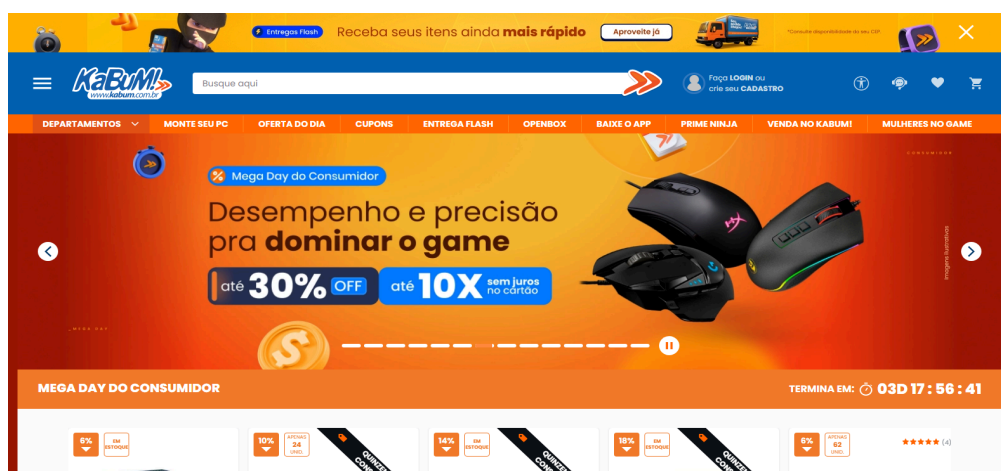 Entregas Flash
Receba seus itens ainda mais rápido
Aproveite já
*Consulte disponibilidade do seu CEP.
KaBuM!
www.kabum.com.br
Busque aqui
Faça LOGIN ou
crie seu CADASTRO
DEPARTAMENTOS MONTE SEU PC OFERTA DO DIA CUPONS ENTREGA FLASH OPENBOX BAIXE O APP PRIME NINJA VENDA NO KABUM! MULHERES NO GAME
CONSUMIDOR
% Mega Day do Consumidor
Desempenho e precisão
pra dominar o game
até 30% OFF até 10X sem juros
no cartão
Imagens Ilustrativas
_MEGA DAY
MEGA DAY DO CONSUMIDOR
TERMINA EM: 03D 17 : 56 : 41
6%
EM
ESTOQUE
10%
APENAS
24
UNID.
14%
EM
ESTOQUE
18%
EM
ESTOQUE
6%
APENAS
62
UNID.
(4)